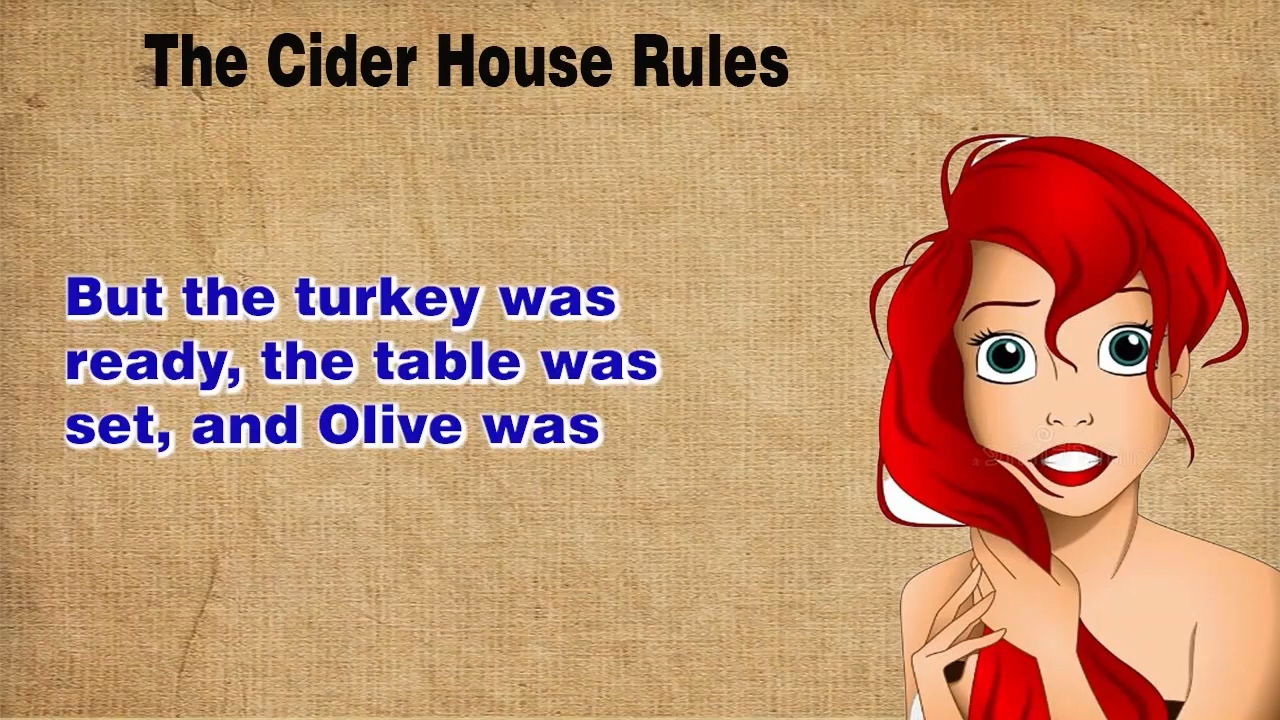 The Cider House Rules
But the turkey was
ready, the table was
set, and Olive was